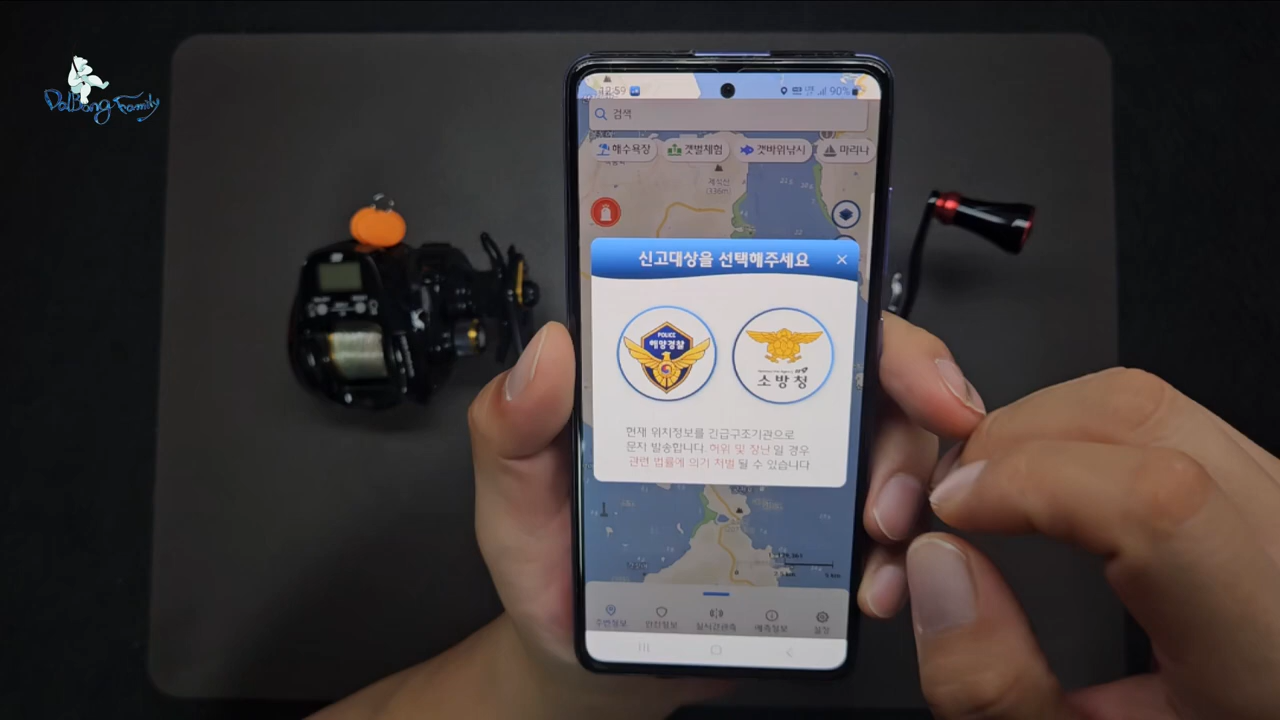 DalBong Family
12:59
90%
검색
해수욕장
갯벌체험
갯바위낚시
마리나
신고대상을 선택해주세요
POLICE
해양경찰
소방청
현재 위치정보를 긴급구조기관으로
문자 발송합니다. 허위 및 장난 일 경우
관련 법률에 의기 처벌 될 수 있습니다
주변정보
안전정보
실시간관측
예측정보
설정